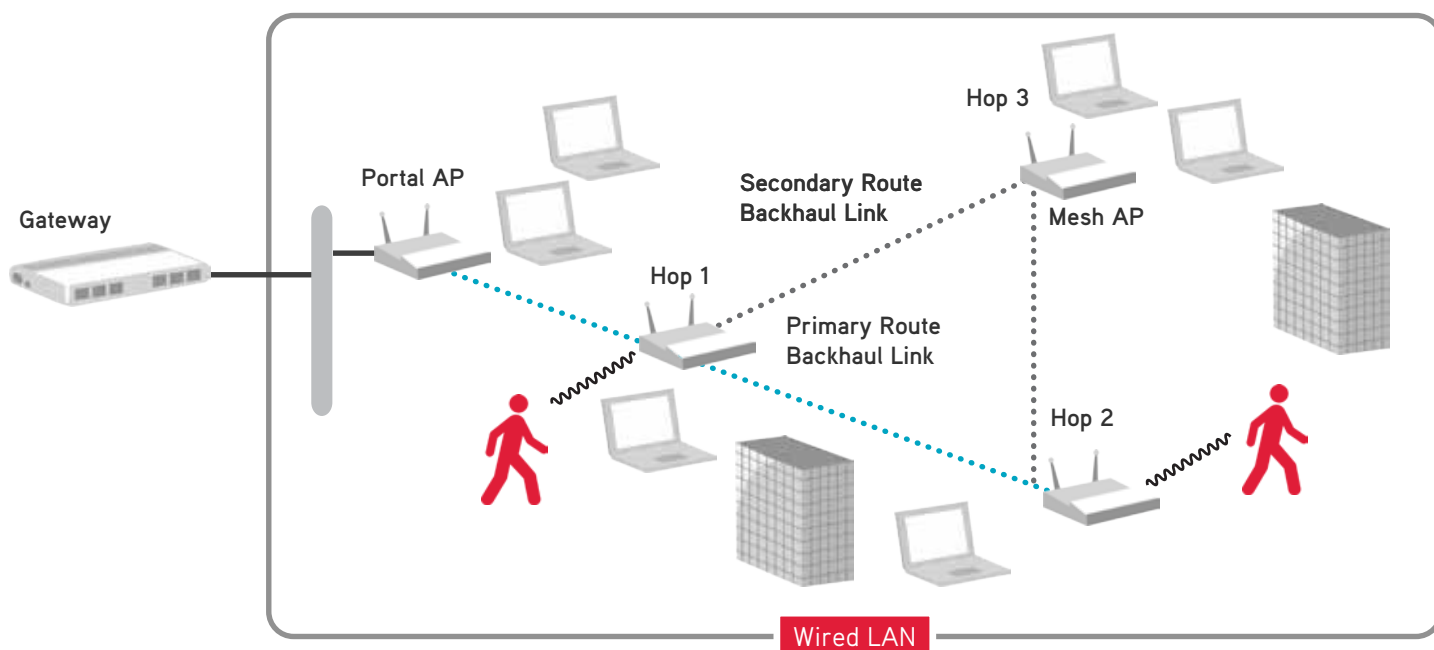 Hop 3
Portal AP
Secondary Route
Backhaul Link
Gateway
Mesh AP
Hop 1
Primary Route
Backhaul Link
Hop 2
Wired LAN